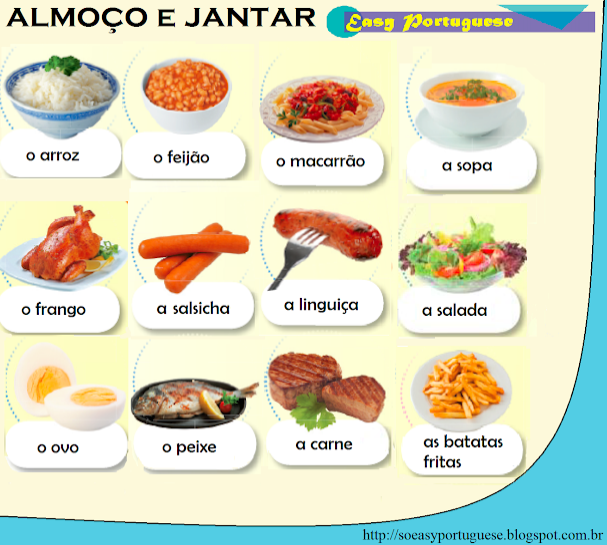 ALMOÇO E JANTAR
Easy Portuguese
o arroz
o feijão
o macarrão
a sopa
o frango
a salsicha
a linguiça
a salada
o ovo
o peixe
a carne
as batatas
fritas
http://soeasyportuguese.blogspot.com.br